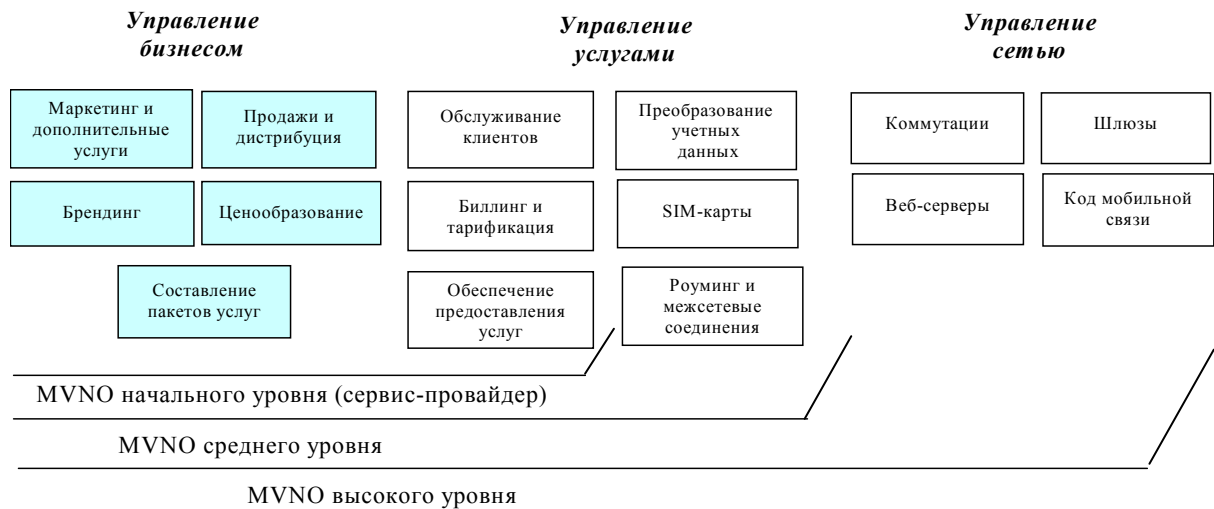 Управление
бизнесом
Управление
услугами
Управление
сетью
Маркетинг и
дополнительные
услуги
Продажи и
дистрибуция
Обслуживание
клиентов
Преобразование
учетных
данных
Коммутации
Шлюзы
Брендинг
Ценообразование
Биллинг и
тарификация
SIM-карты
Веб-серверы
Код мобильной
связи
Составление
пакетов услуг
Обеспечение
предоставления
услуг
Роуминг и
межсетевые
соединения
MVNO начального уровня (сервис-провайдер)
MVNO среднего уровня
MVNO высокого уровня